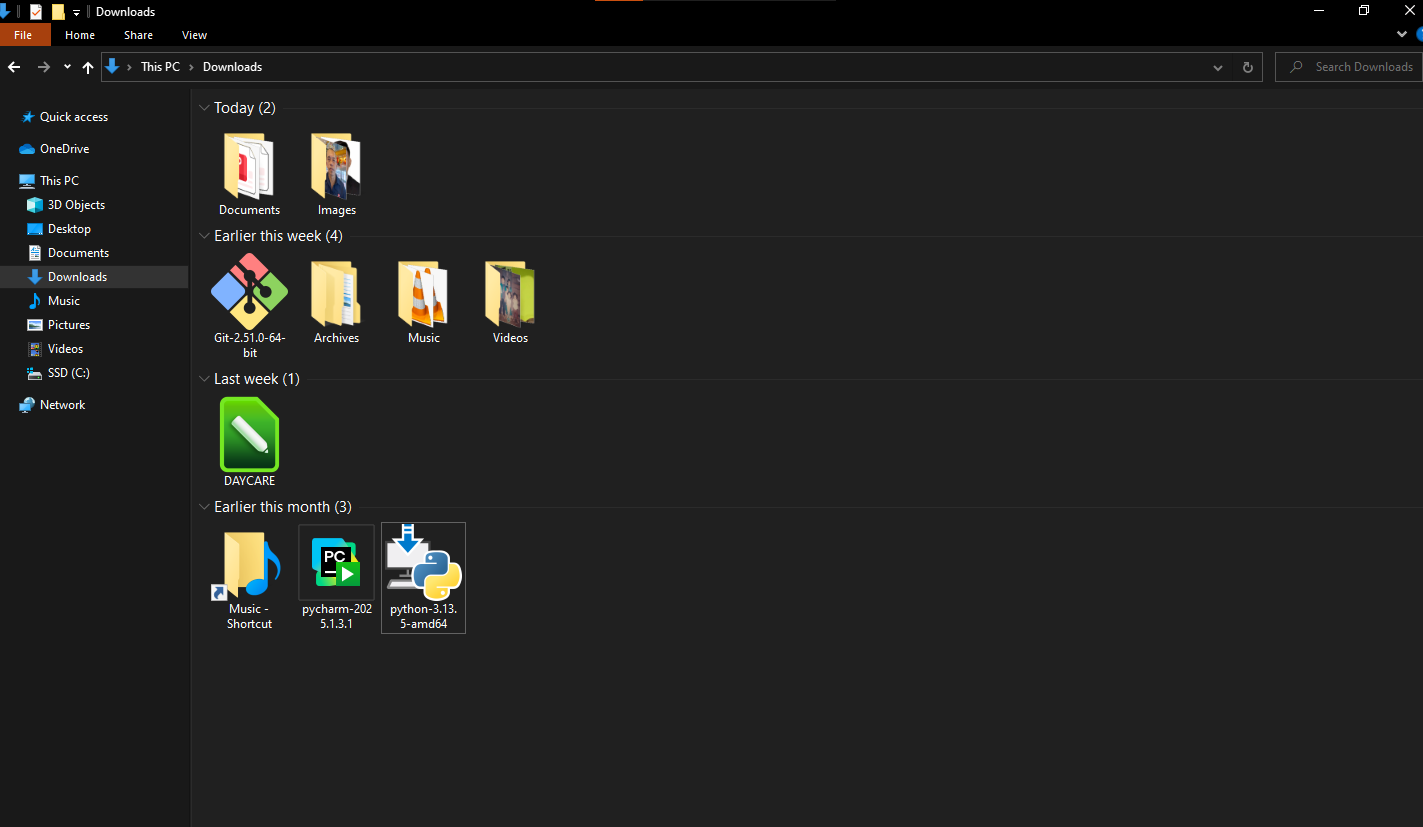 Downloads
File Home Share View
This PC Downloads
Search Downloads
Quick access
OneDrive
This PC
3D Objects
Desktop
Documents
Downloads
Music
Pictures
Videos
SSD (C:)
Network
Today (2)
Documents Images
Earlier this week (4)
Git-2.51.0-64-
bit
Archives
Music
Videos
Last week (1)
DAYCARE
Earlier this month (3)
Music -
Shortcut
PC
pycharm-202
5.1.3.1
python-3.13.
5-amd64